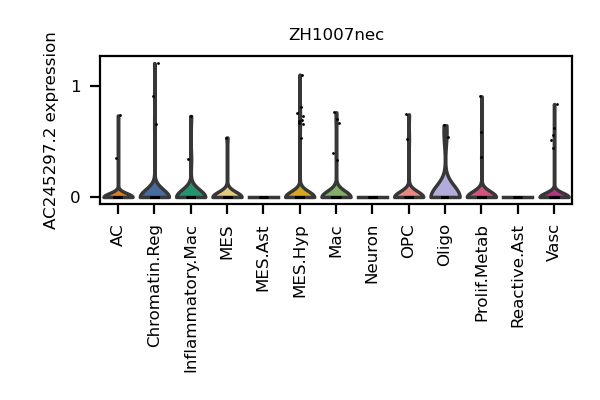 ZH1007nec
AC245297.2 expression
1
0
AC
Chromatin.Reg
Inflammatory.Mac
MES
MES.Ast
MES.Hyp
Mac
Neuron
OPC
Oligo
Prolif.Metab
Reactive.Ast
Vasc